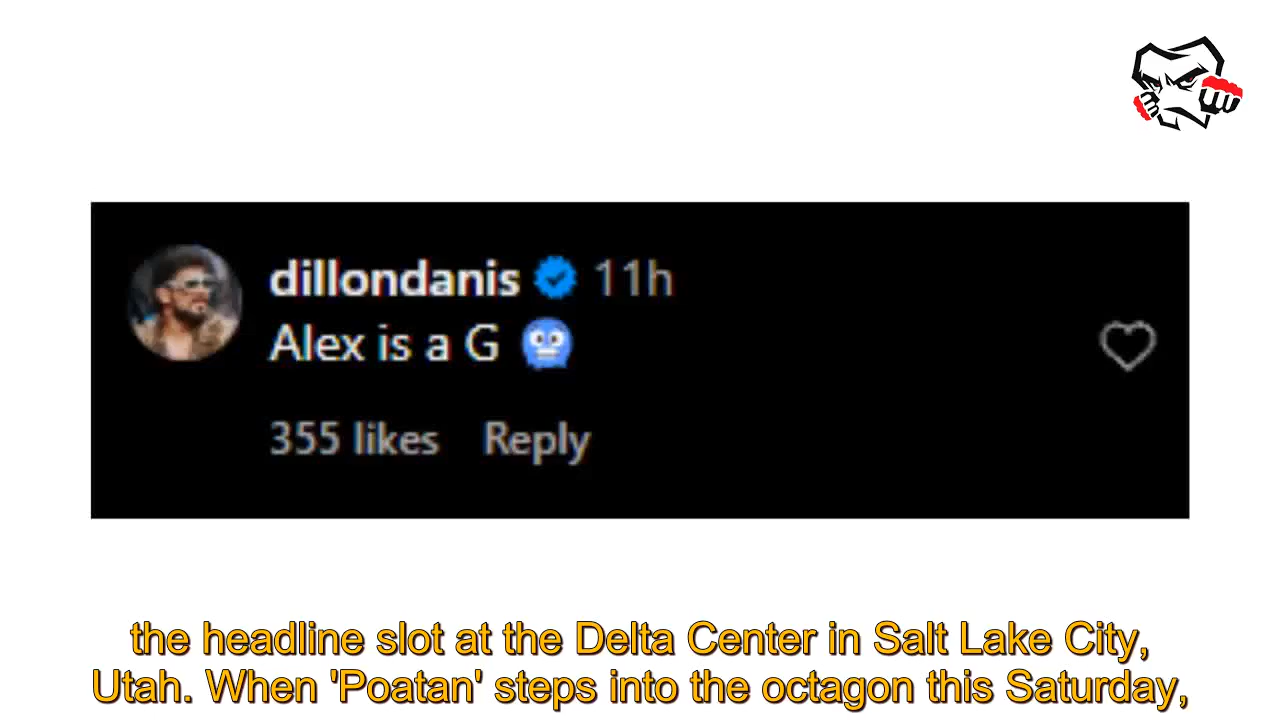 dillondanis 11h
Alex is a G 🥶
355 likes Reply
the headline slot at the Delta Center in Salt Lake City,
Utah. When 'Poatan' steps into the octagon this Saturday,